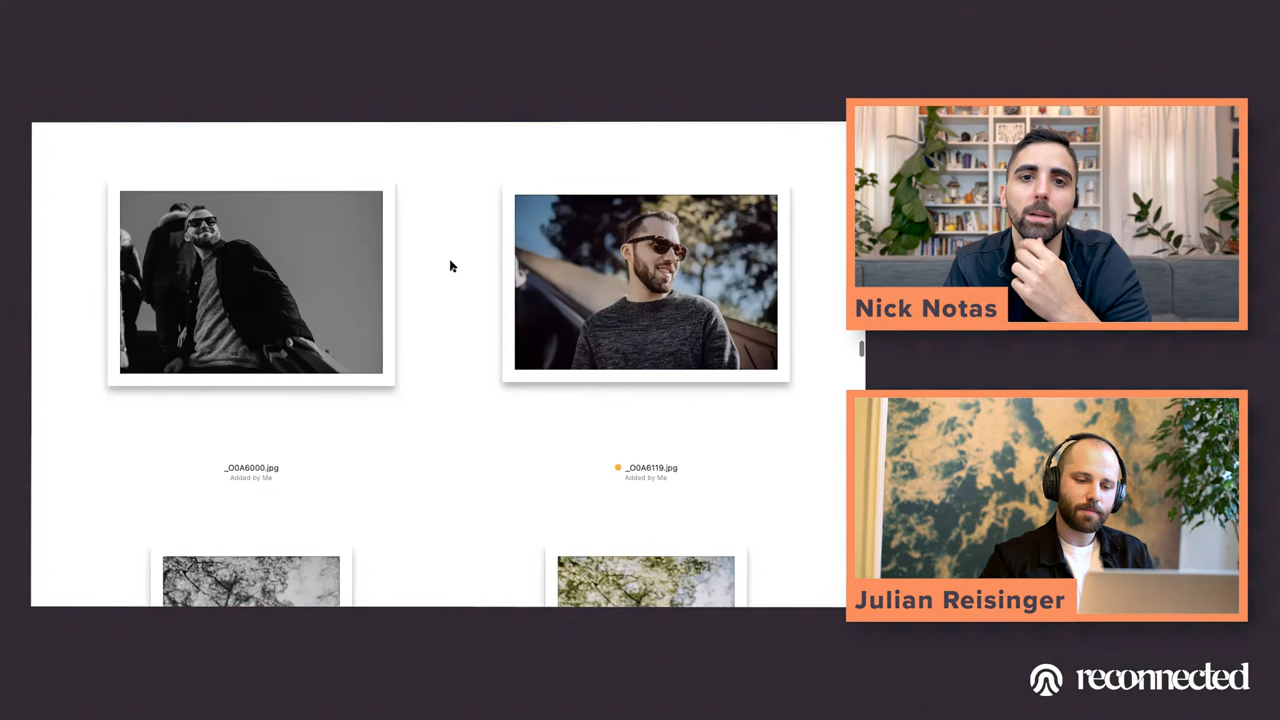 _O0A6000.jpg
Added by Me
_O0A6119.jpg
Added by Me
Nick Notas
Julian Reisinger
reconnected